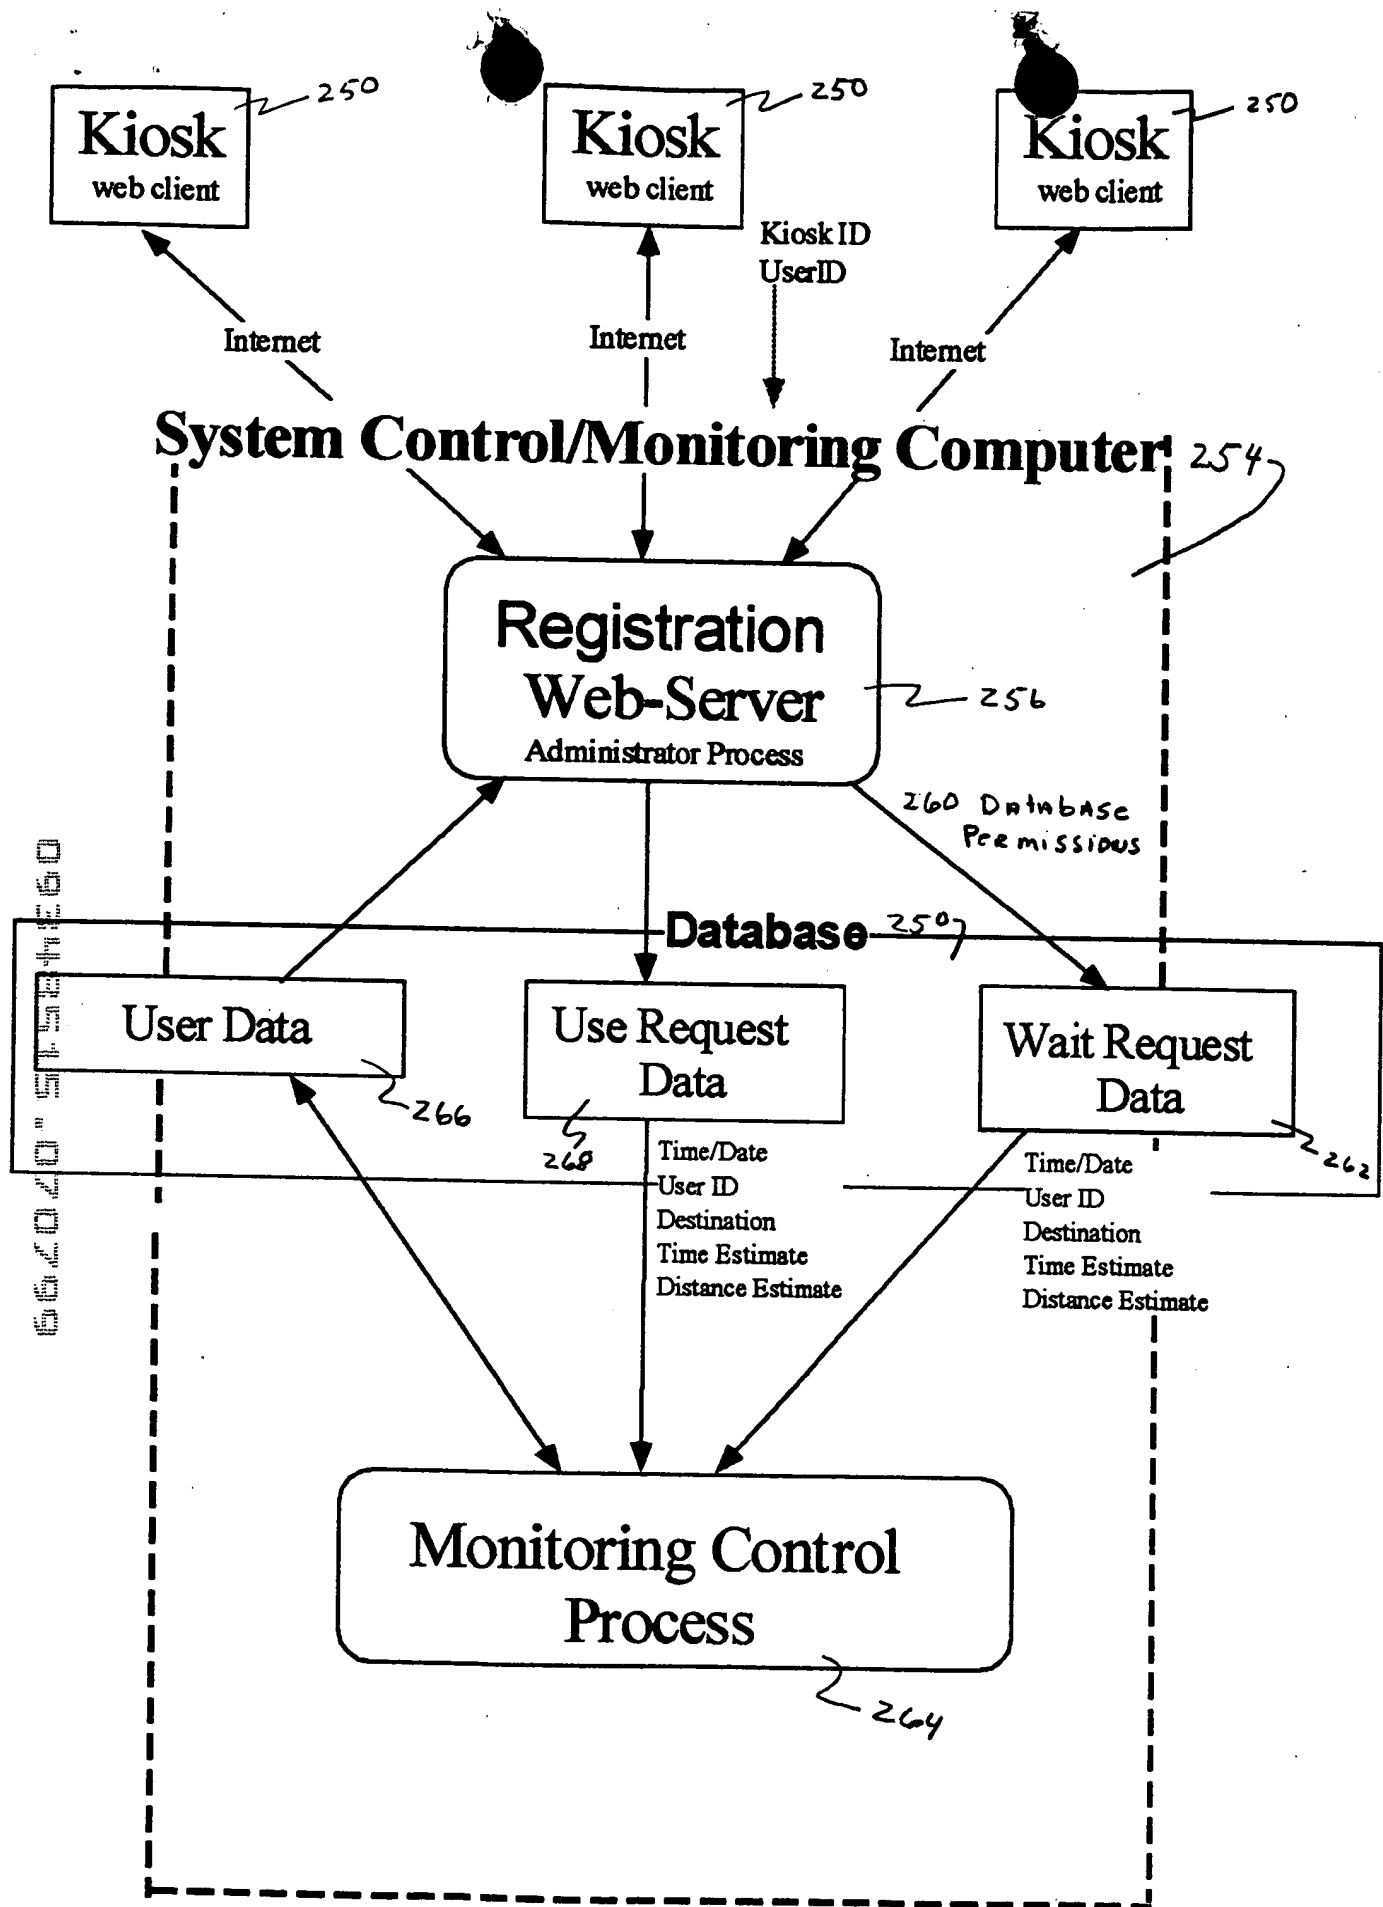 250
250
250
Kiosk
web client
Kiosk
web client
Kiosk
web client
Kiosk ID
UserID
Internet
Internet
Internet
System Control/Monitoring Computer
254
Registration
Web-Server
Administrator Process
256
260 Database
Permissions
Database
250
User Data
266
Use Request
Data
268
Wait Request
Data
262
Time/Date
User ID
Destination
Time Estimate
Distance Estimate
Time/Date
User ID
Destination
Time Estimate
Distance Estimate
Monitoring Control
Process
264
09348515.070799